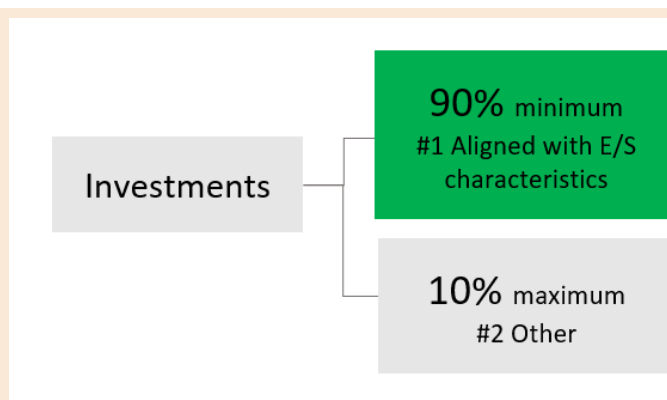 Investments
90% minimum
#1 Aligned with E/S
characteristics
10% maximum
#2 Other